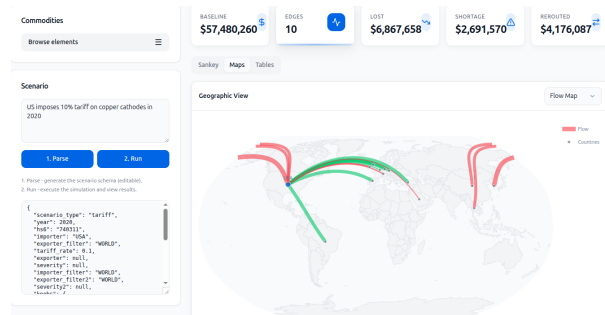 Commodities
Browse elements
Scenario
US imposes 10% tariff on copper cathodes in
2020
1. Parse
2. Run
1. Parse - generate the scenario schema (editable).
2. Run - execute the simulation and view results.
{
"scenario_type": "tariff",
"year": 2020,
"hs6": "740311",
"importer": "USA",
"exporter_filter": "WORLD",
"tariff_rate": 0.1,
"exporter": null,
"severity": null,
"importer_filter": "WORLD",
"exporter_filter2": "WORLD",
"severity2": null,
BASELINE
$57,480,260
EDGES
10
LOST
$6,867,658
SHORTAGE
$2,691,570
REROUTED
$4,176,087
Sankey
Maps
Tables
Geographic View
Flow Map
Flow
Countries